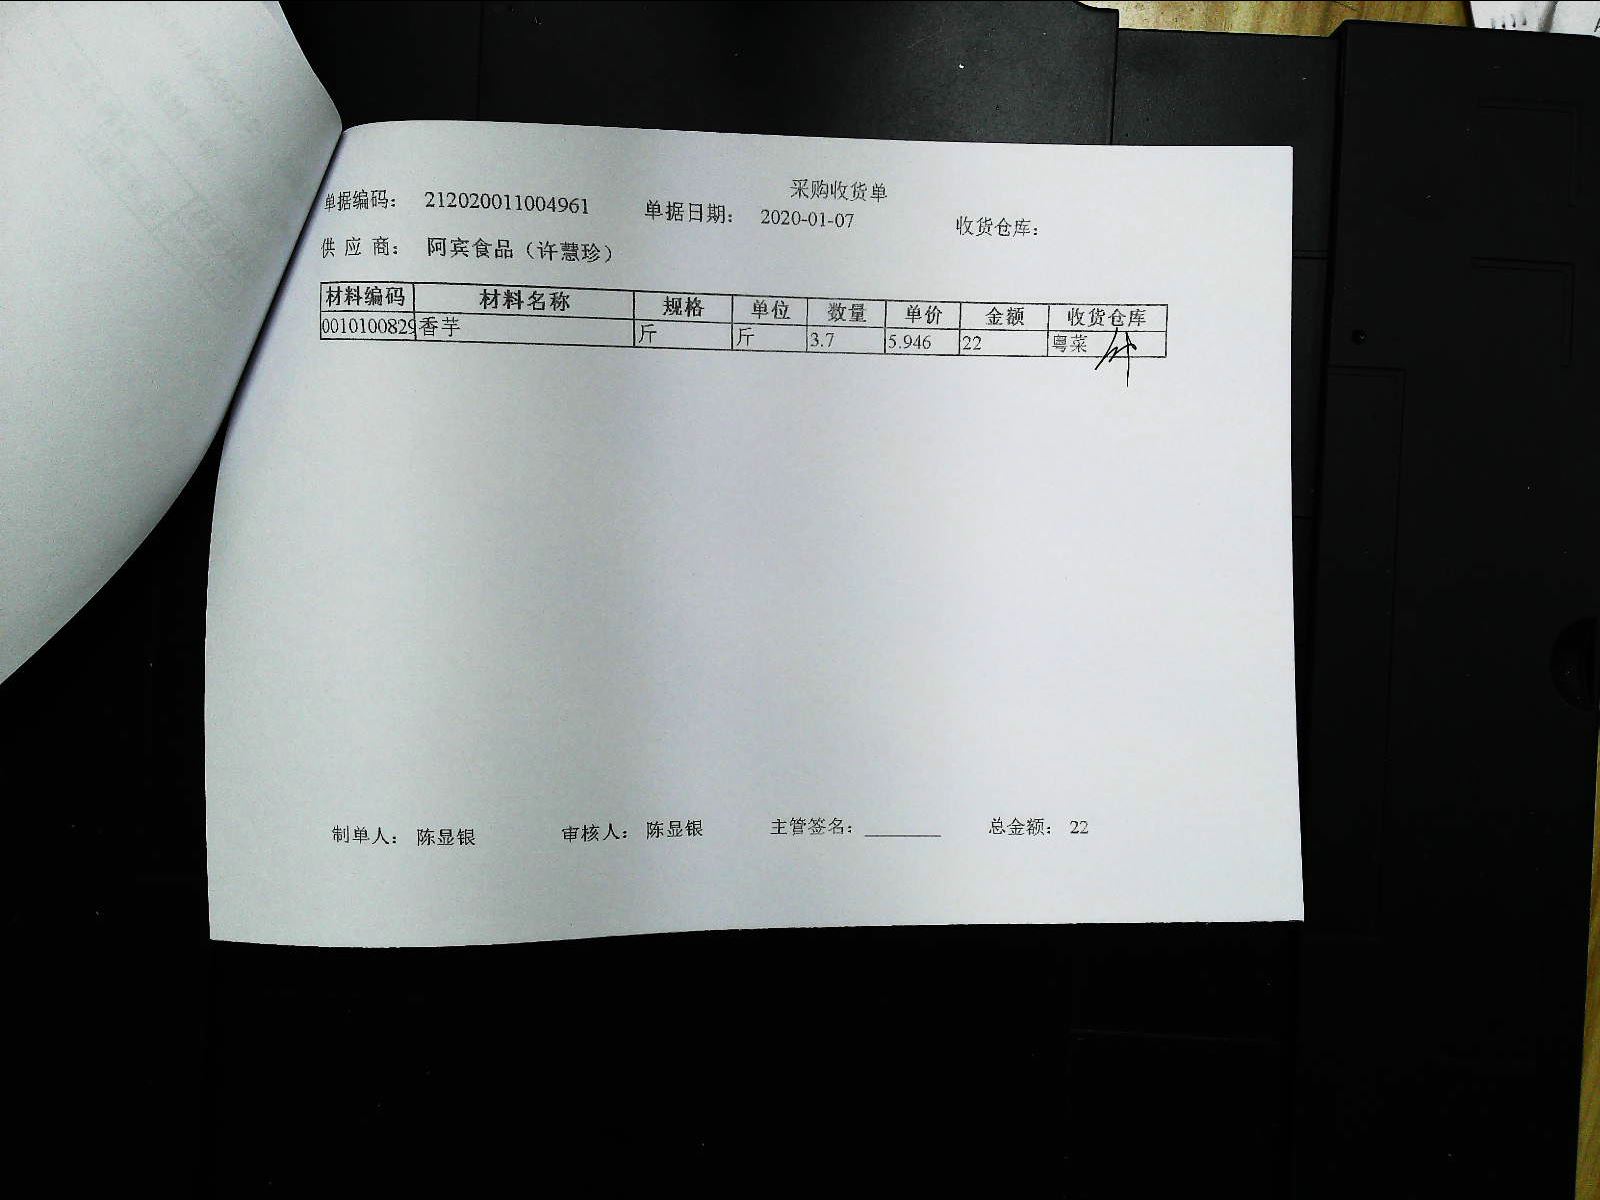 采购收货单
单据编码： 212020011004961 单据日期： 2020-01-07 收货仓库：
供应商： 阿宾食品（许慧珍）
材料编码 材料名称 规格 单位 数量 单价 金额 收货仓库
0010100829 香芋 斤 斤 3.7 5.946 22 粤菜
制单人： 陈显银 审核人： 陈显银 主管签名：________ 总金额： 22